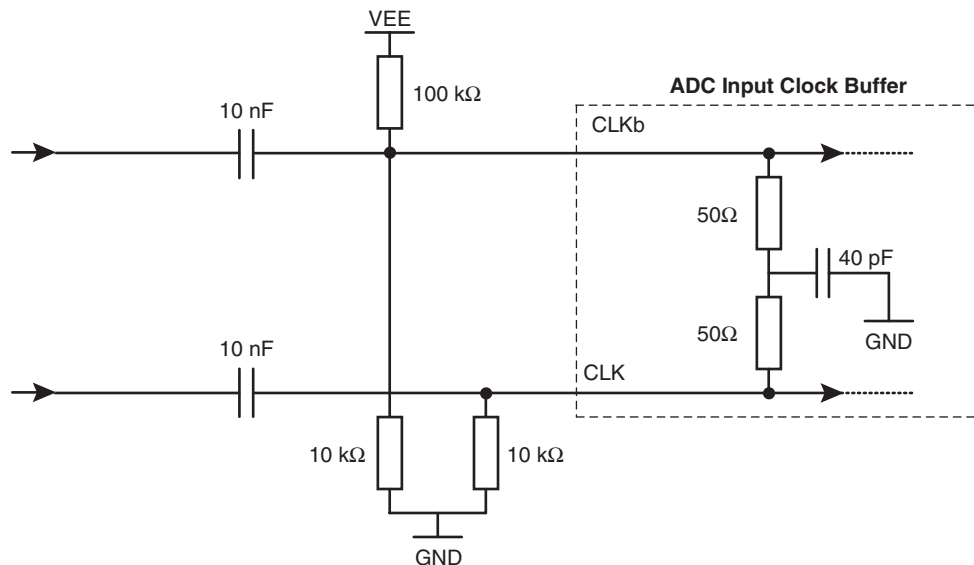 VEE
100 kΩ
10 nF
ADC Input Clock Buffer
CLKb
50Ω
40 pF
50Ω
GND
10 nF
CLK
10 kΩ
10 kΩ
GND